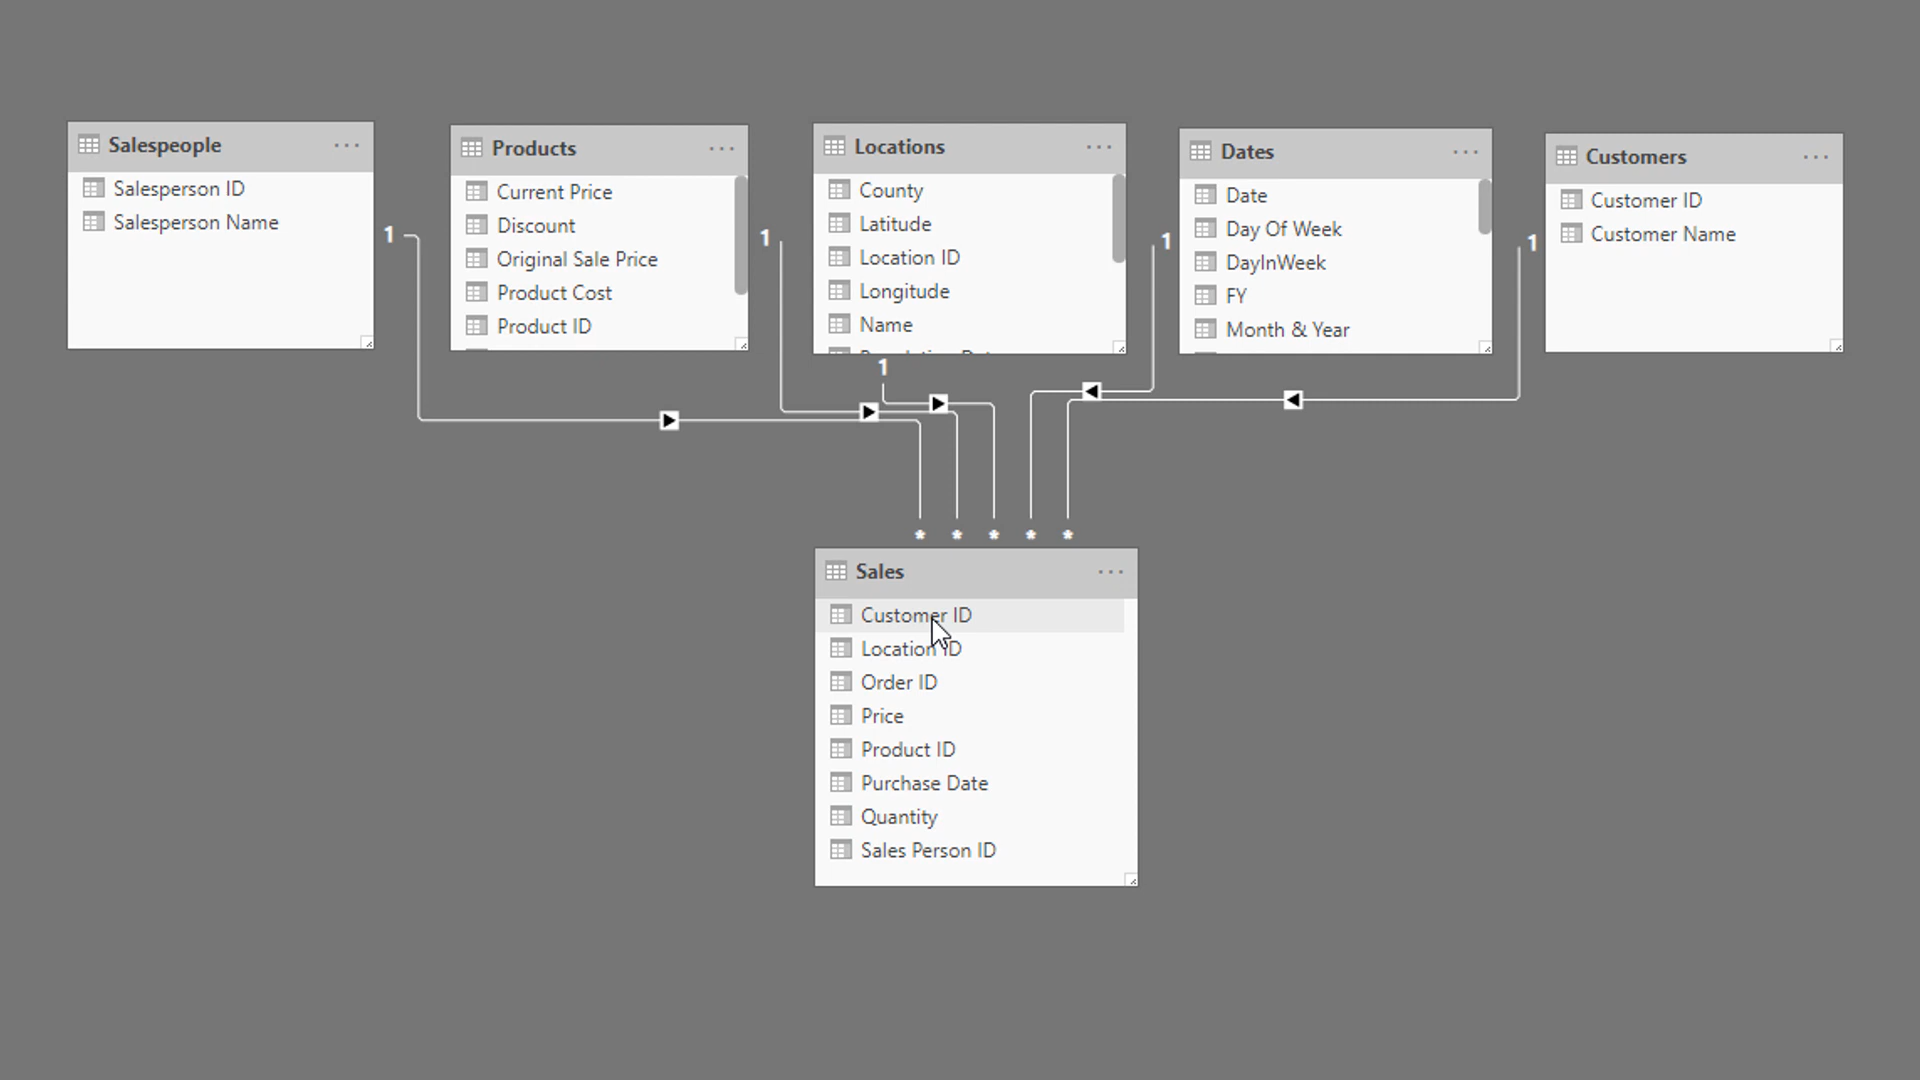 Salespeople
Salesperson ID
Salesperson Name
1
Products
Current Price
Discount
Original Sale Price
Product Cost
Product ID
1
Locations
County
Latitude
Location ID
Longitude
Name
1
Dates
Date
Day Of Week
DayInWeek
FY
Month & Year
1
Customers
Customer ID
Customer Name
1
* * * * *
Sales
Customer ID
Location ID
Order ID
Price
Product ID
Purchase Date
Quantity
Sales Person ID